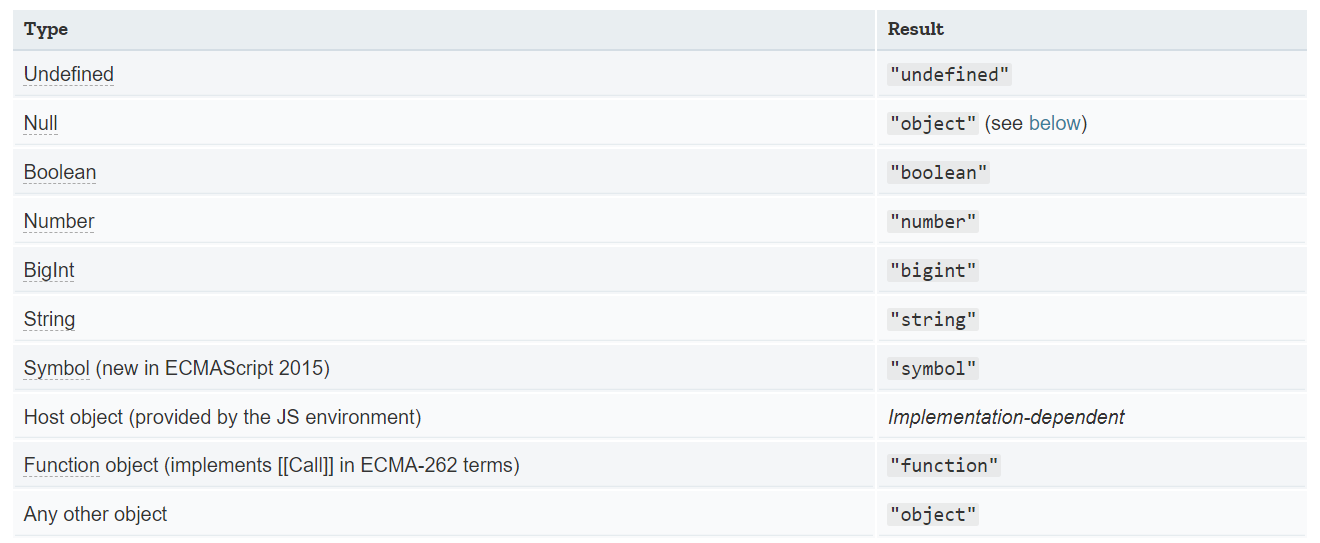 Type Result
Undefined "undefined"
Null "object" (see below)
Boolean "boolean"
Number "number"
BigInt "bigint"
String "string"
Symbol (new in ECMAScript 2015) "symbol"
Host object (provided by the JS environment) Implementation-dependent
Function object (implements [[Call]] in ECMA-262 terms) "function"
Any other object "object"